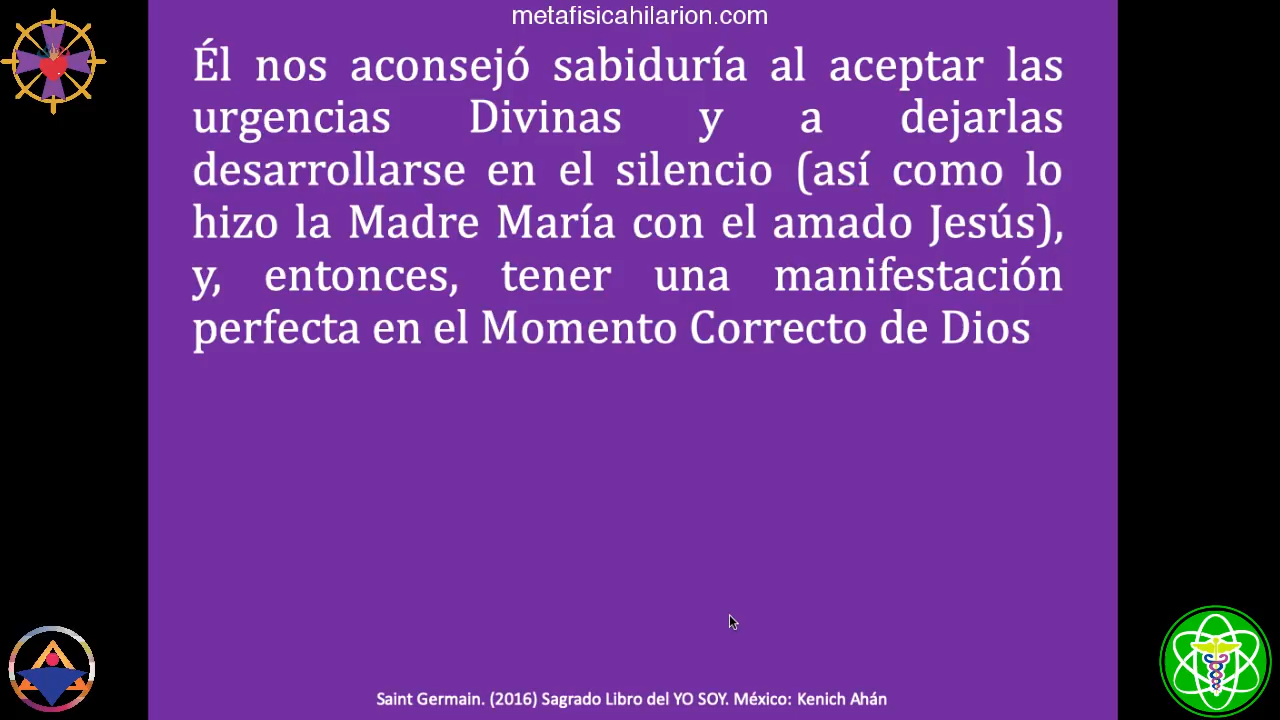 metafisicahilarion.com
Él nos aconsejó sabiduría al aceptar las
urgencias Divinas y a dejarlas
desarrollarse en el silencio (así como lo
hizo la Madre María con el amado Jesús),
y, entonces, tener una manifestación
perfecta en el Momento Correcto de Dios
Saint Germain. (2016) Sagrado Libro del YO SOY. México: Kenich Ahán